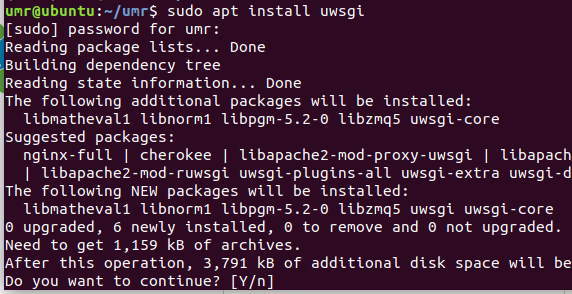 umr@ubuntu:~/umr$ sudo apt install uwsgi
[sudo] password for umr:
Reading package lists... Done
Building dependency tree
Reading state information... Done
The following additional packages will be installed:
  libmatheval1 libnorm1 libpgm-5.2-0 libzmq5 uwsgi-core
Suggested packages:
  nginx-full | cherokee | libapache2-mod-proxy-uwsgi | libapach
  | libapache2-mod-ruwsgi uwsgi-plugins-all uwsgi-extra uwsgi-d
The following NEW packages will be installed:
  libmatheval1 libnorm1 libpgm-5.2-0 libzmq5 uwsgi uwsgi-core
0 upgraded, 6 newly installed, 0 to remove and 0 not upgraded.
Need to get 1,159 kB of archives.
After this operation, 3,791 kB of additional disk space will be
Do you want to continue? [Y/n]